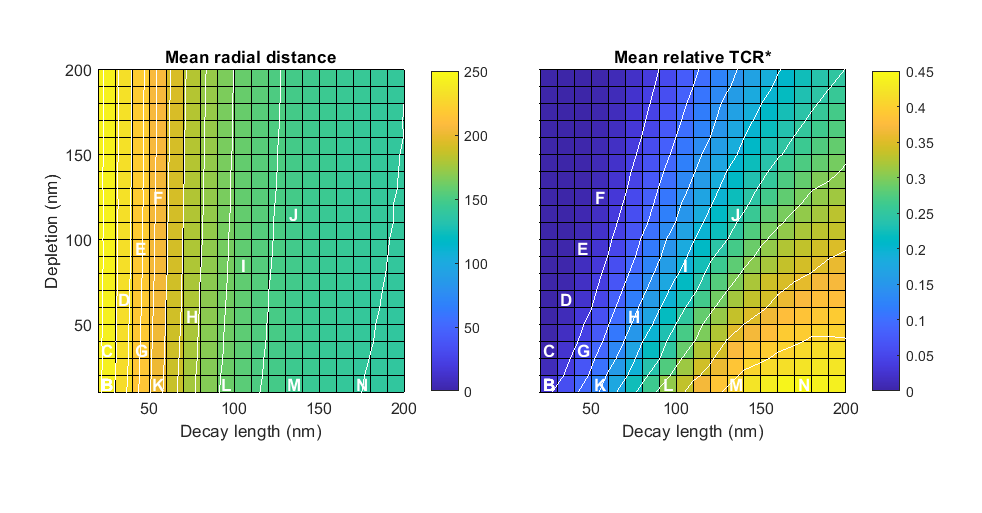 Mean radial distance
Mean relative TCR*
200
150
100
50
Depletion (nm)
F
E
D
C
B
G
K
H
I
J
L
M
N
50
100
150
200
Decay length (nm)
250
200
150
100
50
0
F
E
D
C
B
G
K
H
I
J
L
M
N
50
100
150
200
Decay length (nm)
0.45
0.4
0.35
0.3
0.25
0.2
0.15
0.1
0.05
0